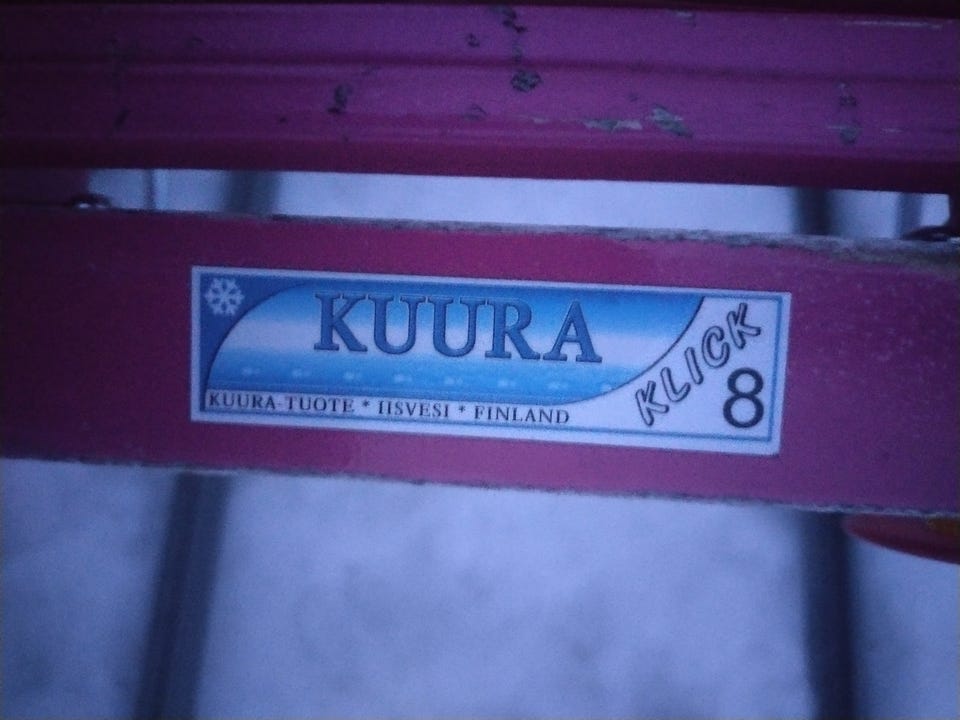 KUURA
KLICK
8
KUURA-TUOTE * IISVESI * FINLAND